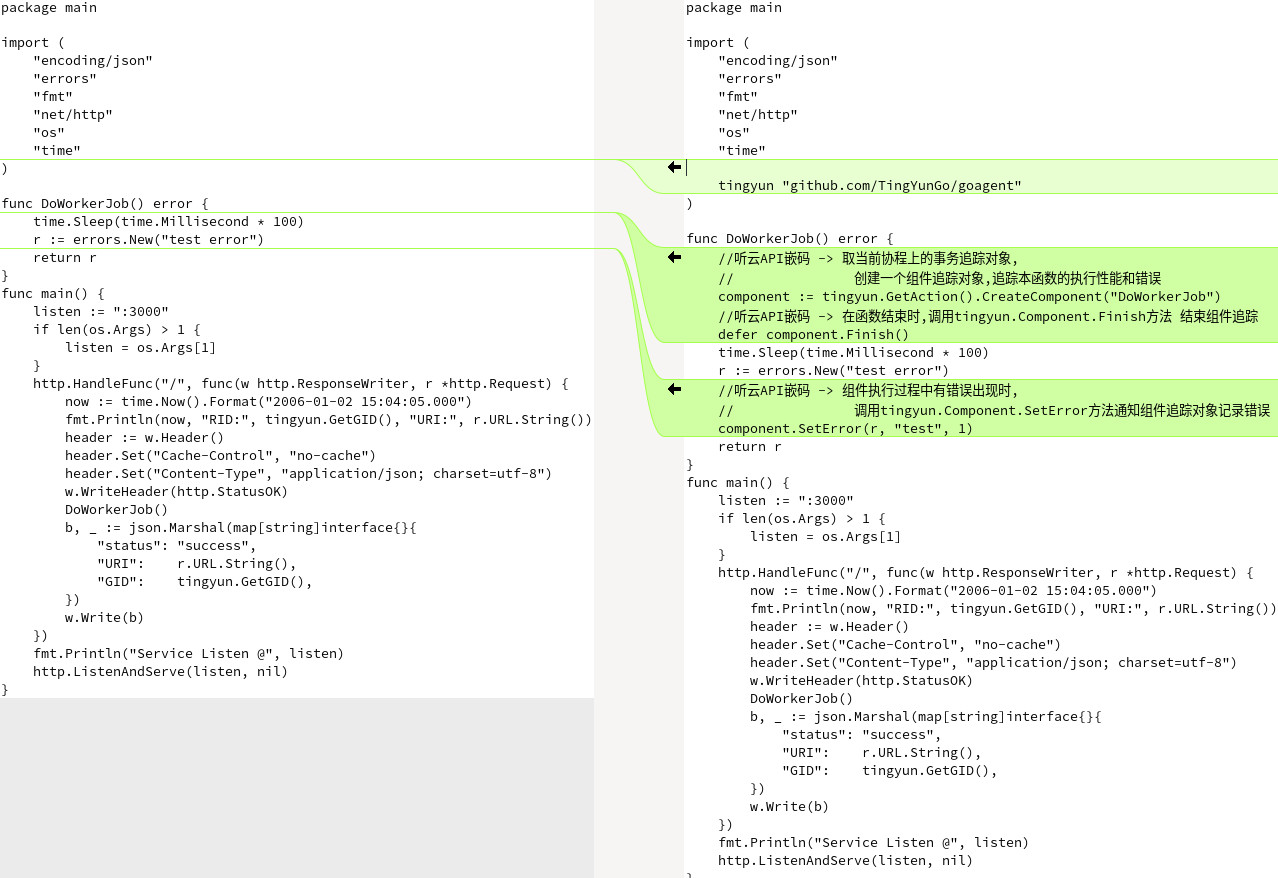 package main
import (
"encoding/json"
"errors"
"fmt"
"net/http"
"os"
"time"
)
func DoWorkerJob() error {
time.Sleep(time.Millisecond * 100)
r := errors.New("test error")
return r
}
func main() {
listen := ":3000"
if len(os.Args) > 1 {
listen = os.Args[1]
}
http.HandleFunc("/", func(w http.ResponseWriter, r *http.Request) {
now := time.Now().Format("2006-01-02 15:04:05.000")
fmt.Println(now, "RID:", tingyun.GetGID(), "URI:", r.URL.String())
header := w.Header()
header.Set("Cache-Control", "no-cache")
header.Set("Content-Type", "application/json; charset=utf-8")
w.WriteHeader(http.StatusOK)
DoWorkerJob()
b, _ := json.Marshal(map[string]interface{}{
"status": "success",
"URI":    r.URL.String(),
"GID":    tingyun.GetGID(),
})
w.Write(b)
})
fmt.Println("Service Listen @", listen)
http.ListenAndServe(listen, nil)
}
package main
import (
"encoding/json"
"errors"
"fmt"
"net/http"
"os"
"time"
tingyun "github.com/TingYunGo/goagent"
)
func DoWorkerJob() error {
//听云API嵌码 -> 取当前协程上的事务追踪对象,
//               创建一个组件追踪对象,追踪本函数的执行性能和错误
component := tingyun.GetAction().CreateComponent("DoWorkerJob")
//听云API嵌码 -> 在函数结束时,调用tingyun.Component.Finish方法 结束组件追踪
defer component.Finish()
time.Sleep(time.Millisecond * 100)
r := errors.New("test error")
//听云API嵌码 -> 组件执行过程中有错误出现时,
//               调用tingyun.Component.SetError方法通知组件追踪对象记录错误
component.SetError(r, "test", 1)
return r
}
func main() {
listen := ":3000"
if len(os.Args) > 1 {
listen = os.Args[1]
}
http.HandleFunc("/", func(w http.ResponseWriter, r *http.Request) {
now := time.Now().Format("2006-01-02 15:04:05.000")
fmt.Println(now, "RID:", tingyun.GetGID(), "URI:", r.URL.String())
header := w.Header()
header.Set("Cache-Control", "no-cache")
header.Set("Content-Type", "application/json; charset=utf-8")
w.WriteHeader(http.StatusOK)
DoWorkerJob()
b, _ := json.Marshal(map[string]interface{}{
"status": "success",
"URI":    r.URL.String(),
"GID":    tingyun.GetGID(),
})
w.Write(b)
})
fmt.Println("Service Listen @", listen)
http.ListenAndServe(listen, nil)
}